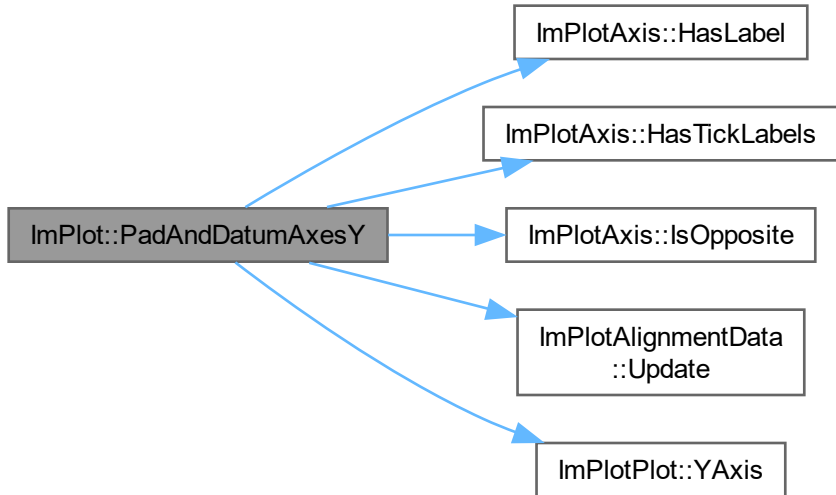 ImPlotAxis::HasLabel
ImPlotAxis::HasTickLabels
ImPlot::PadAndDatumAxesY
ImPlotAxis::IsOpposite
ImPlotAlignmentData
::Update
ImPlotPlot::YAxis